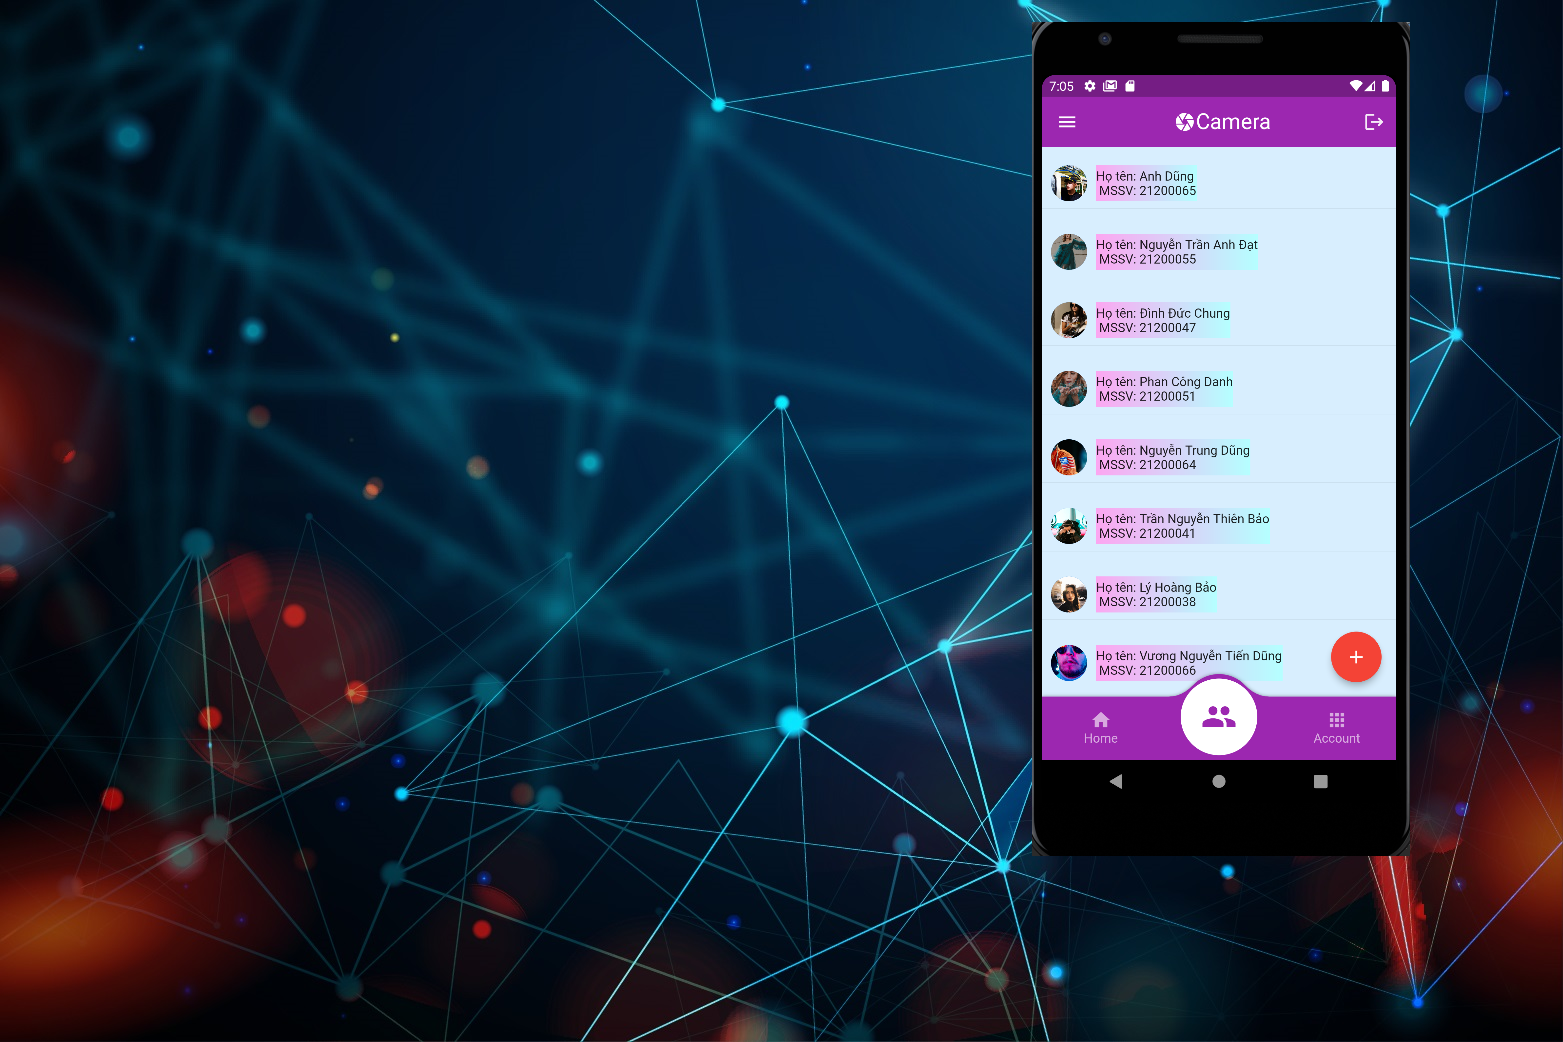 7:05
Camera
Họ tên: Anh Dũng
MSSV: 21200065
Họ tên: Nguyễn Trần Anh Đạt
MSSV: 21200055
Họ tên: Đình Đức Chung
MSSV: 21200047
Họ tên: Phan Công Danh
MSSV: 21200051
Họ tên: Nguyễn Trung Dũng
MSSV: 21200064
Họ tên: Trần Nguyễn Thiên Bảo
MSSV: 21200041
Họ tên: Lý Hoàng Bảo
MSSV: 21200038
Họ tên: Vương Nguyễn Tiến Dũng
MSSV: 21200066
Home
Account